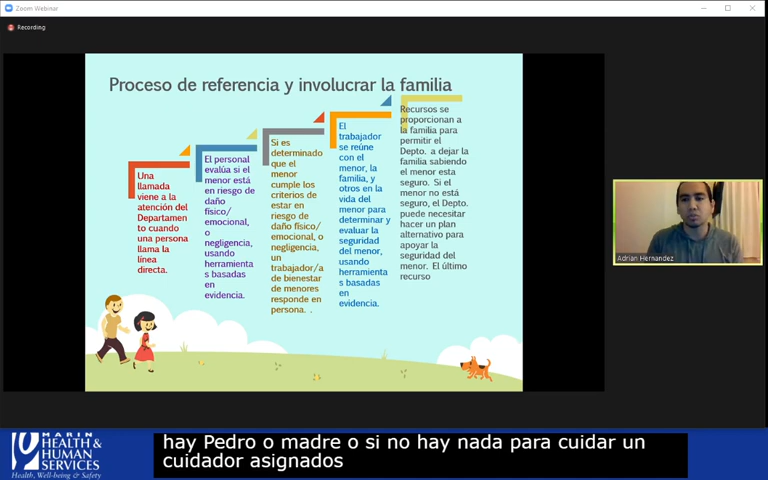 Zoom Webinar
Recording
Proceso de referencia y involucrar la familia
Una
llamada
viene a la
atención del
Departamen
to cuando
una persona
llama la
línea
directa.
El personal
evalúa si el
menor está
en riesgo de
daño
físico/
emocional,
o
negligencia,
usando
herramienta
s basadas
en
evidencia.
Si es
determinado
que el
menor
cumple los
criterios de
estar en
riesgo de
daño físico/
emocional, o
negligencia,
un
trabajador/a
de bienestar
de menores
responde en
persona. .
El
trabajador
se reúne
con el
menor, la
familia, y
otros en la
vida del
menor para
determinar y
evaluar la
seguridad
del menor,
usando
herramienta
s basadas
en
evidencia.
Recursos se
proporcionan a
la familia para
permitir el
Depto. a dejar la
familia sabiendo
el menor esta
seguro. Si el
menor no está
seguro, el Depto.
puede necesitar
hacer un plan
alternativo para
apoyar la
seguridad del
menor. El último
recurso
Adrian Hernandez
MARIN
HEALTH &
HUMAN
SERVICES
Health, Well-being & Safety
hay Pedro o madre o si no hay nada para cuidar un
cuidador asignados